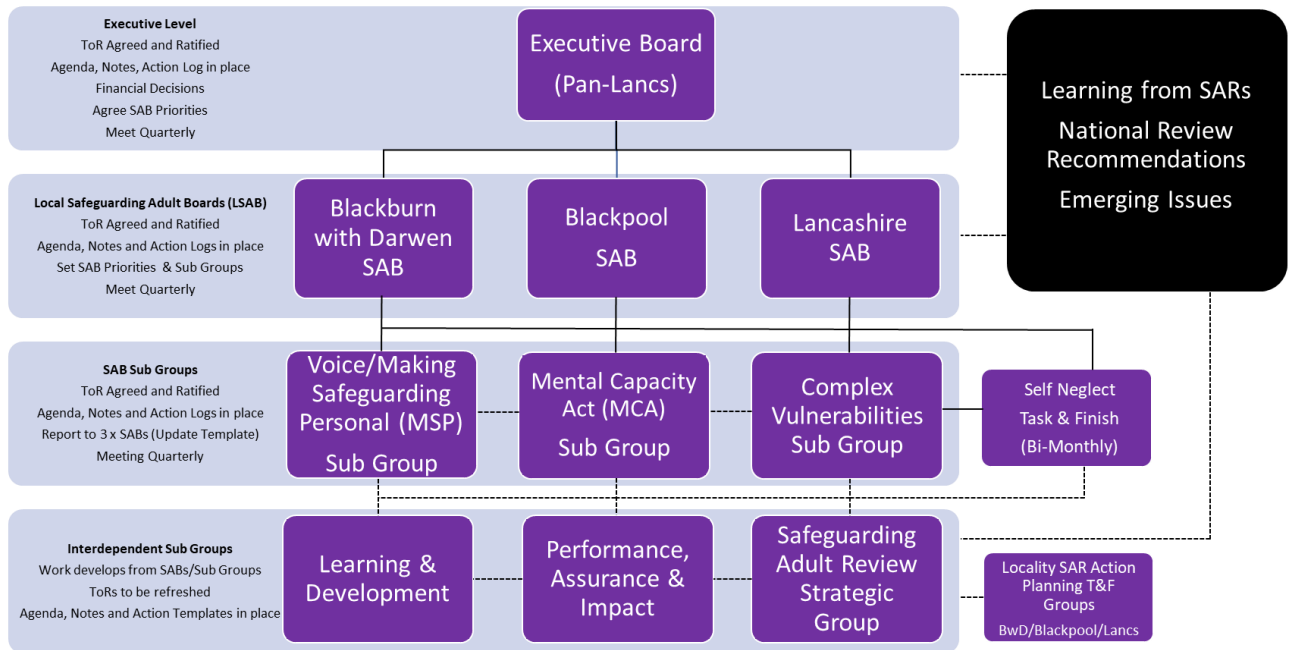 Executive Level
ToR Agreed and Ratified
Agenda, Notes, Action Log in place
Financial Decisions
Agree SAB Priorities
Meet Quarterly
Executive Board
(Pan-Lancs)
Learning from SARs
National Review
Recommendations
Emerging Issues
Local Safeguarding Adult Boards (LSAB)
ToR Agreed and Ratified
Agenda, Notes and Action Logs in place
Set SAB Priorities & Sub Groups
Meet Quarterly
Blackburn
with Darwen
SAB
Blackpool
SAB
Lancashire
SAB
SAB Sub Groups
ToR Agreed and Ratified
Agenda, Notes and Action Logs in place
Report to 3 x SABs (Update Template)
Meeting Quarterly
Voice/Making
Safeguarding
Personal (MSP)
Sub Group
Mental Capacity
Act (MCA)
Sub Group
Complex
Vulnerabilities
Sub Group
Self Neglect
Task & Finish
(Bi-Monthly)
Interdependent Sub Groups
Work develops from SABs/Sub Groups
ToRs to be refreshed
Agenda, Notes and Action Templates in place
Learning &
Development
Performance,
Assurance &
Impact
Safeguarding
Adult Review
Strategic
Group
Locality SAR Action
Planning T&F
Groups
BwD/Blackpool/Lancs